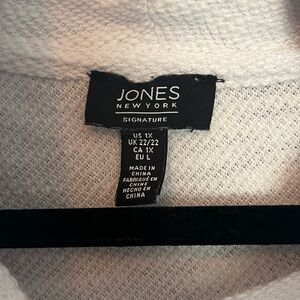 JONES
NEW YORK
SIGNATURE
US 1X
UK 22/22
CA 1X
EU L
MADE IN
CHINA
FABRIQUÉ EN
CHINE
HECHO EN
CHINA